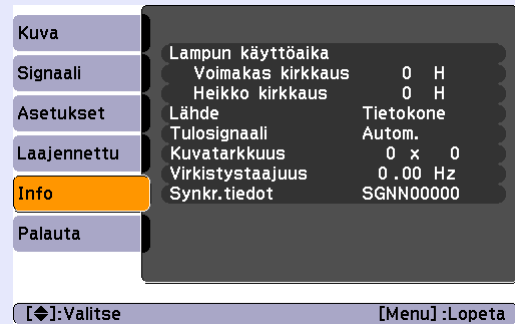 Kuva
Signaali
Asetukset
Laajennettu
Info
Palauta
Lampun käyttöaika
Voimakas kirkkaus 0 H
Heikko kirkkaus 0 H
Lähde Tietokone
Tulosignaali Autom.
Kuvatarkkuus 0 x 0
Virkistystaajuus 0.00 Hz
Synkr.tiedot SGNN00000
[◆]:Valitse [Menu]:Lopeta